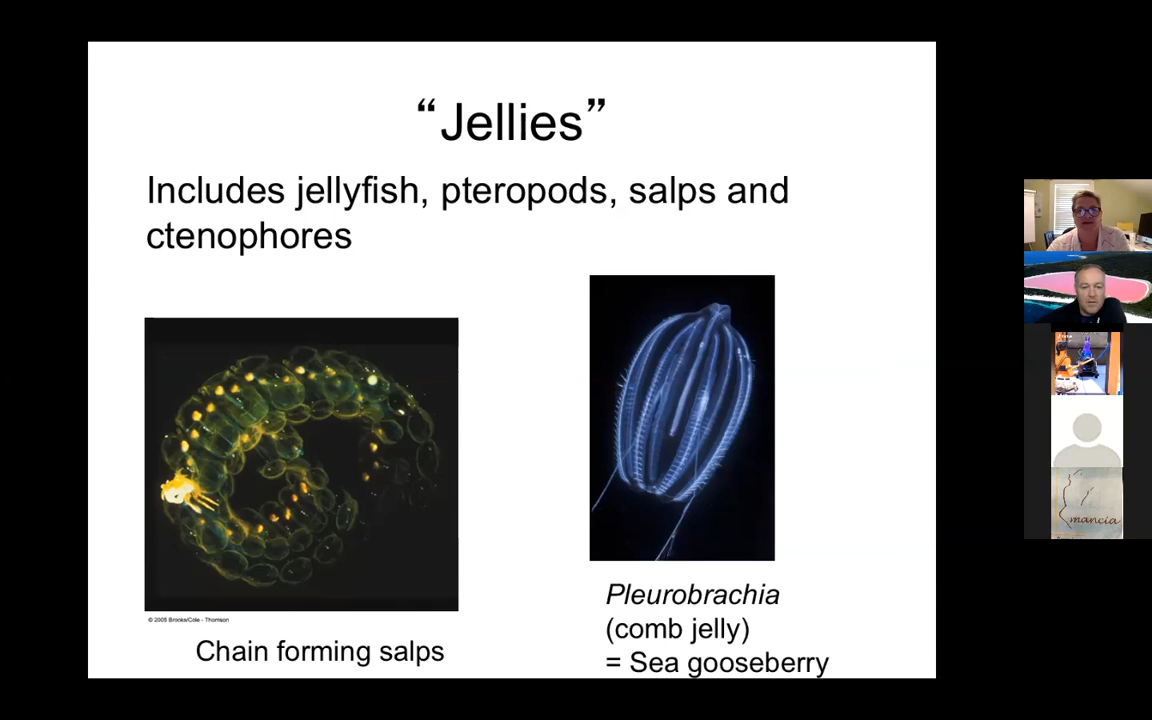 “Jellies”
Includes jellyfish, pteropods, salps and
ctenophores
© 2005 Brooks/Cole - Thomson
Chain forming salps
Pleurobrachia
(comb jelly)
= Sea gooseberry
mancia